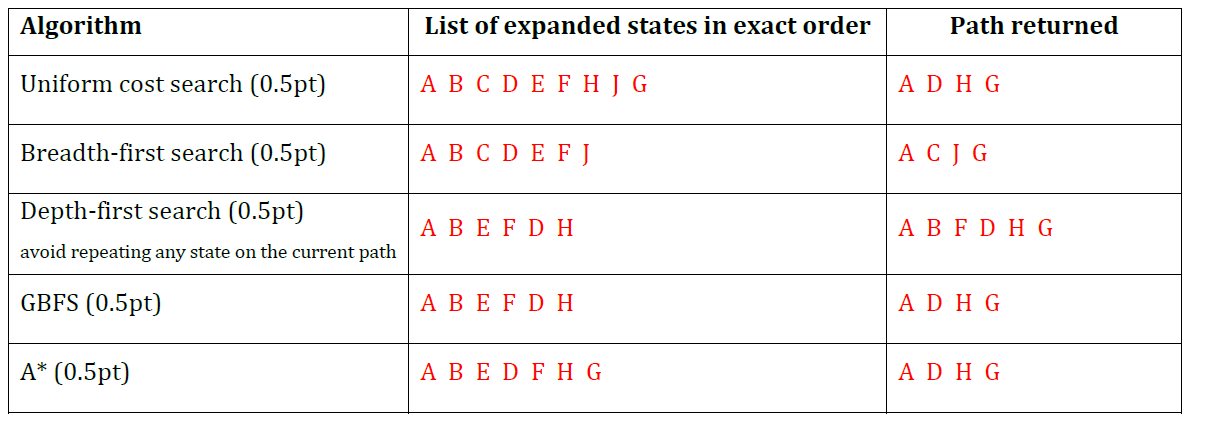 Algorithm List of expanded states in exact order Path returned
Uniform cost search (0.5pt) A B C D E F H J G A D H G
Breadth-first search (0.5pt) A B C D E F J A C J G
Depth-first search (0.5pt)
avoid repeating any state on the current path A B E F D H A B F D H G
GBFS (0.5pt) A B E F D H A D H G
A* (0.5pt) A B E D F H G A D H G